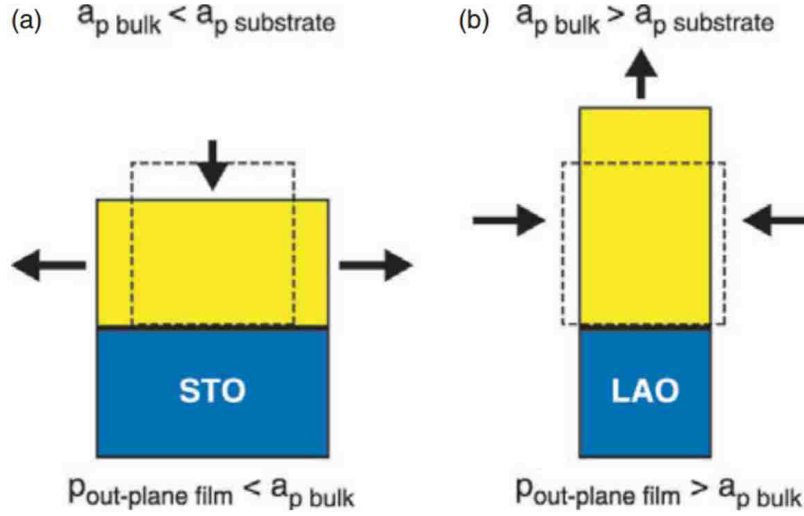 (a) a_p bulk < a_p substrate
(b) a_p bulk > a_p substrate
STO
LAO
p_out-plane film < a_p bulk
p_out-plane film > a_p bulk